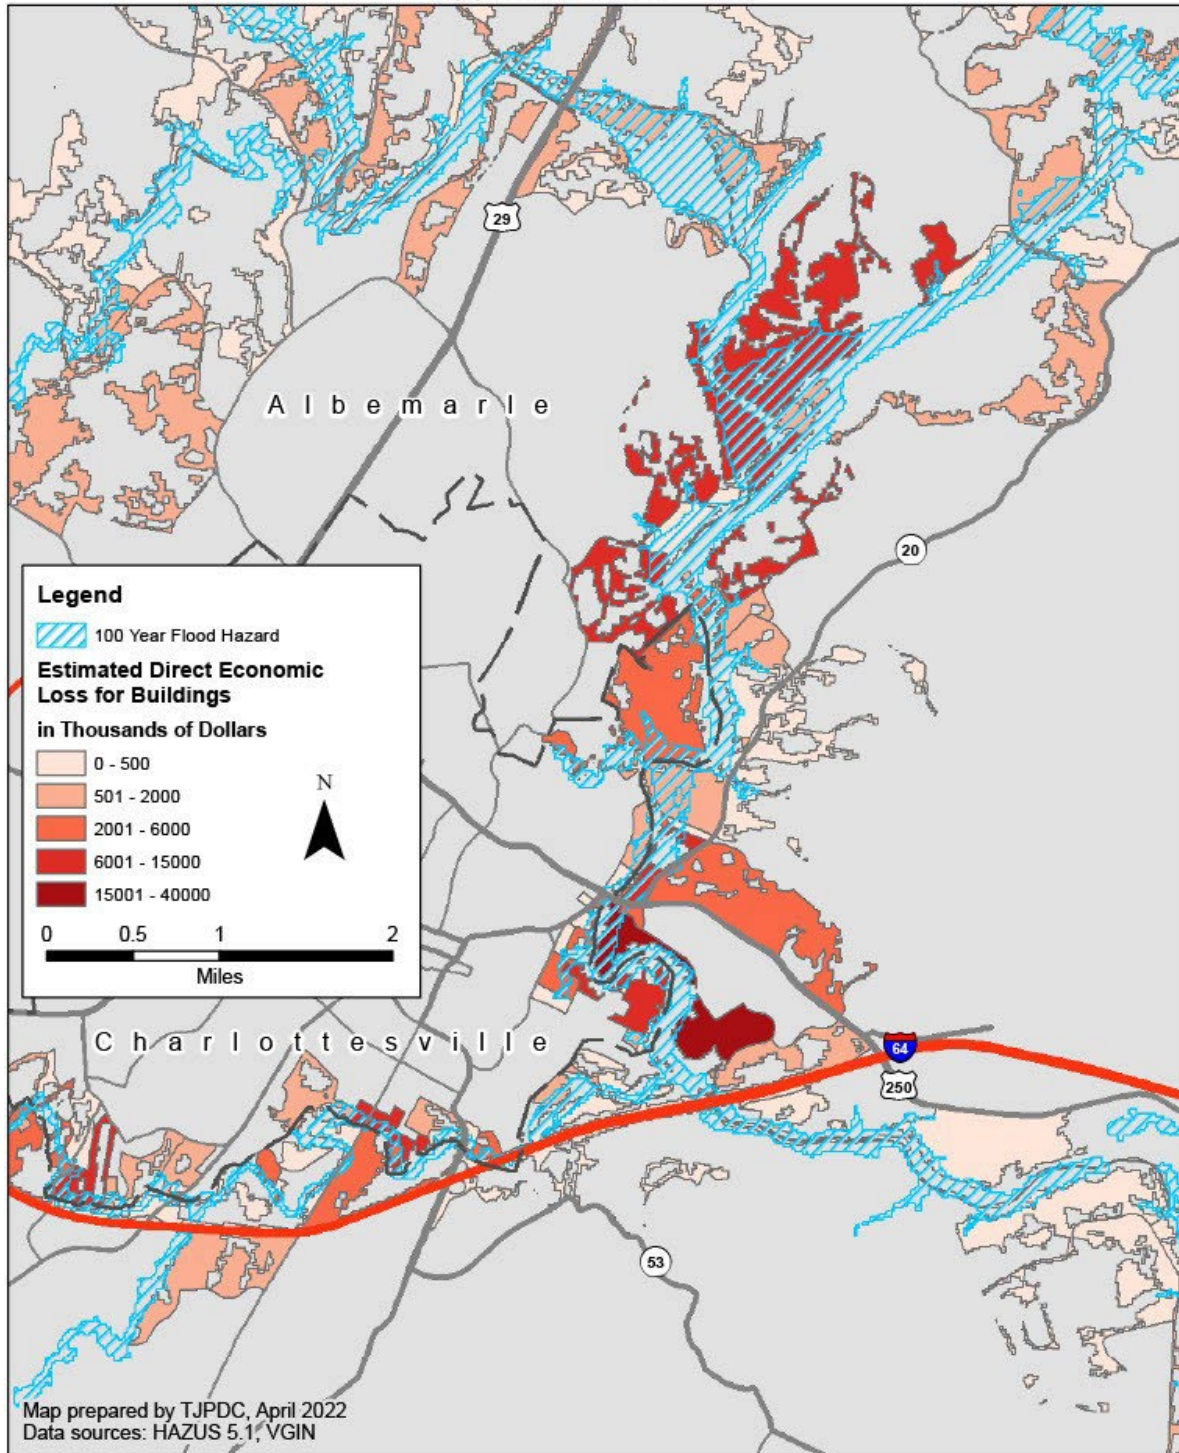 29
Albemarle
20
Legend
100 Year Flood Hazard
Estimated Direct Economic
Loss for Buildings
in Thousands of Dollars
0 - 500
501 - 2000
2001 - 6000
6001 - 15000
15001 - 40000
N
0 0.5 1 2
Miles
Charlottesville
64
250
53
Map prepared by TJPDC, April 2022
Data sources: HAZUS 5.1, VGIN